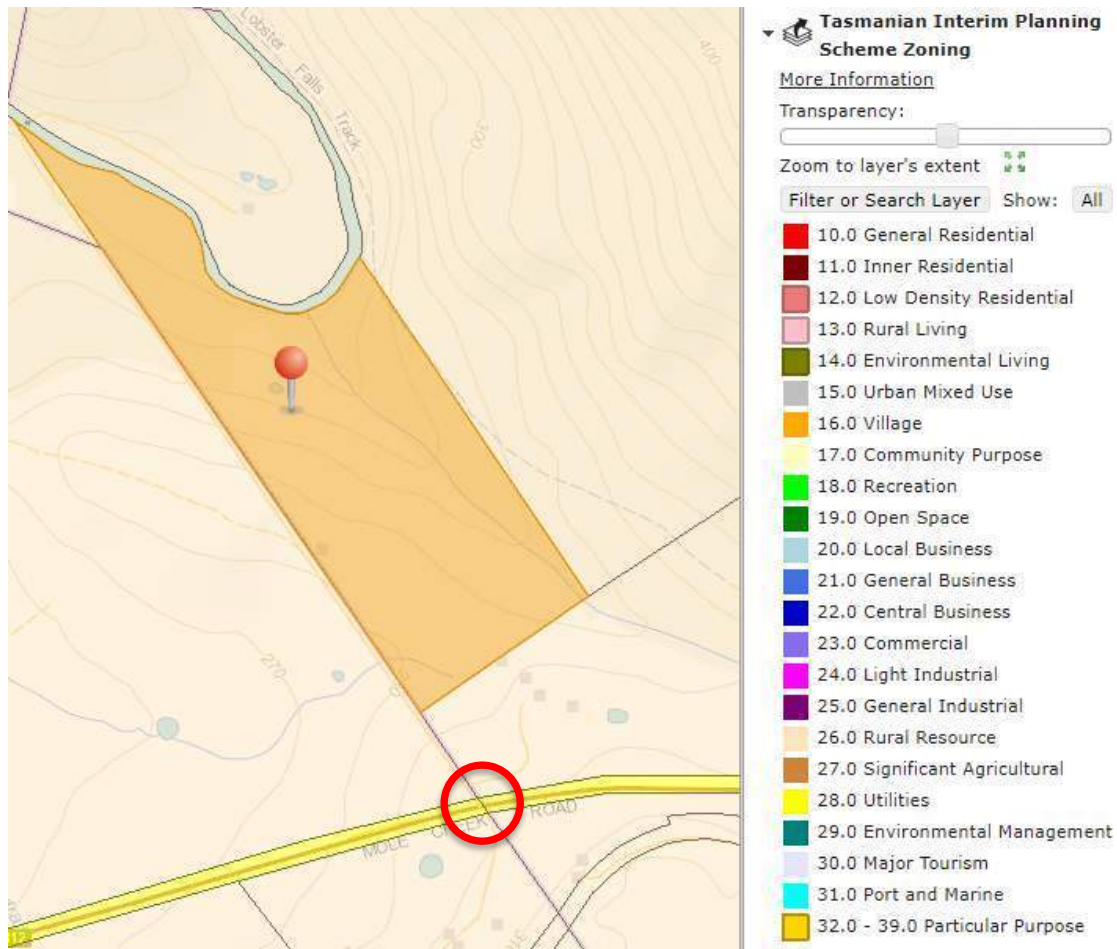 Lobster
Falls
Track
400
300
270
MOLE CREEK ROAD
Tasmanian Interim Planning
Scheme Zoning
More Information
Transparency:
Zoom to layer's extent
Filter or Search Layer Show: All
10.0 General Residential
11.0 Inner Residential
12.0 Low Density Residential
13.0 Rural Living
14.0 Environmental Living
15.0 Urban Mixed Use
16.0 Village
17.0 Community Purpose
18.0 Recreation
19.0 Open Space
20.0 Local Business
21.0 General Business
22.0 Central Business
23.0 Commercial
24.0 Light Industrial
25.0 General Industrial
26.0 Rural Resource
27.0 Significant Agricultural
28.0 Utilities
29.0 Environmental Management
30.0 Major Tourism
31.0 Port and Marine
32.0 - 39.0 Particular Purpose